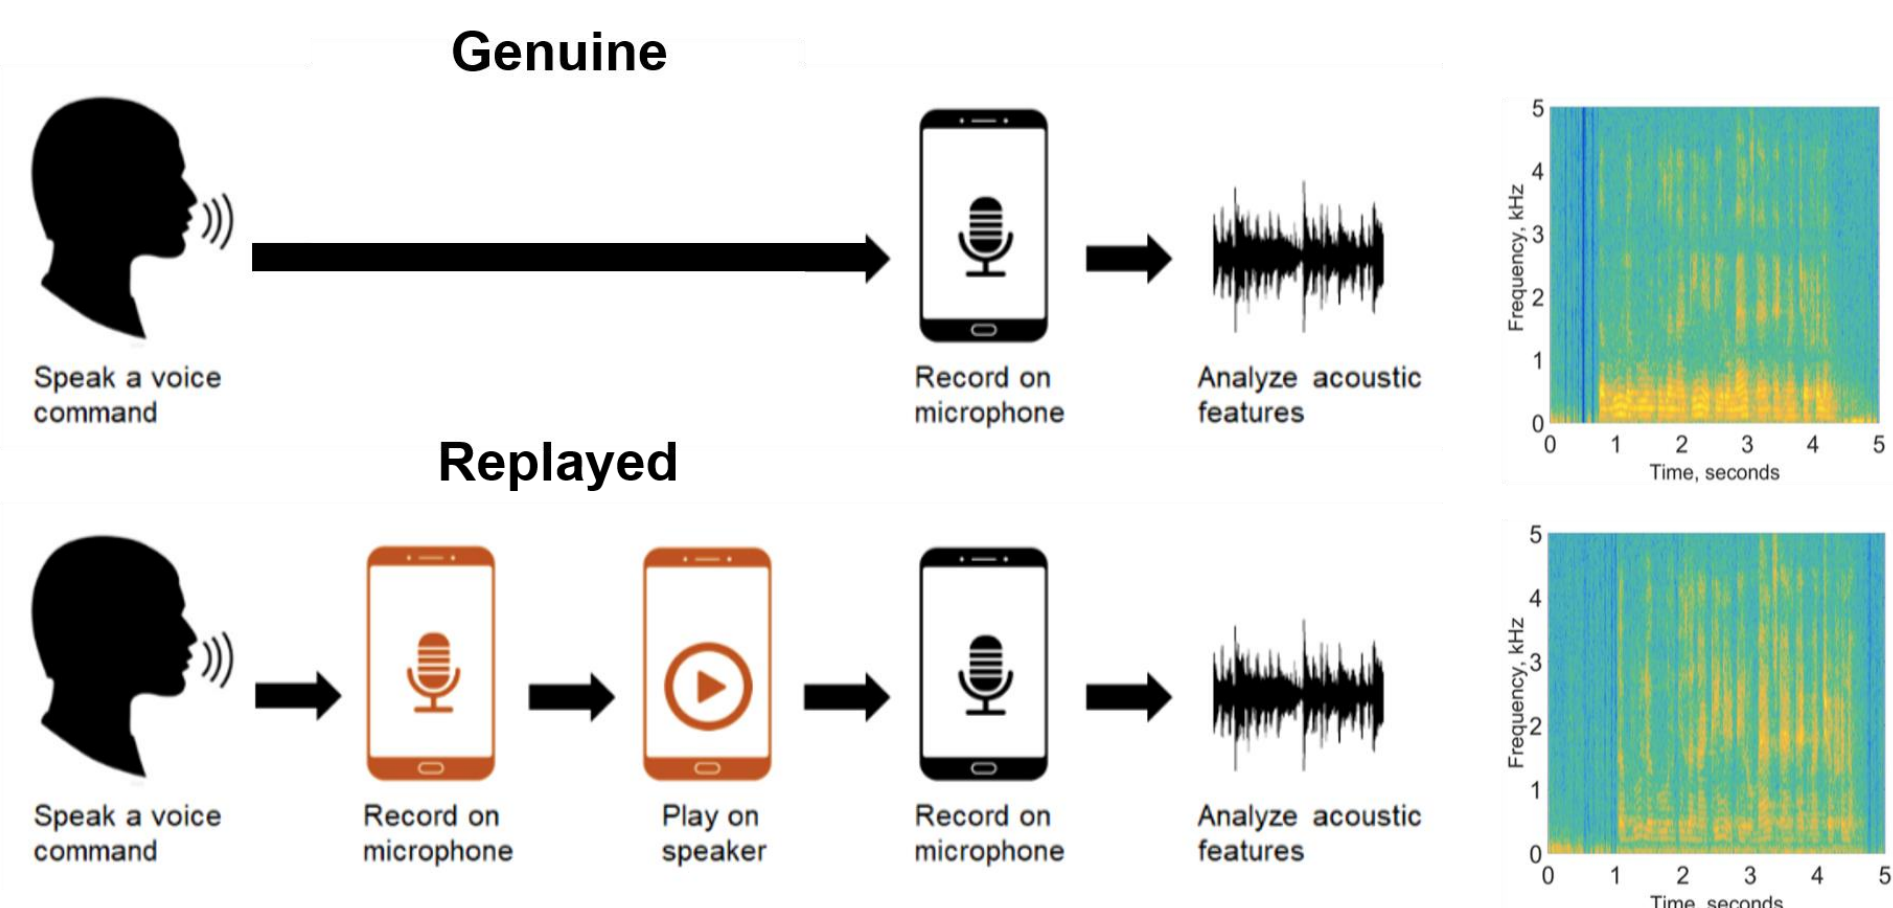 Genuine
Speak a voice
command
Record on
microphone
Analyze acoustic
features
5
4
3
2
1
0
Frequency, kHz
0 1 2 3 4 5
Time, seconds
Replayed
Speak a voice
command
Record on
microphone
Play on
speaker
Record on
microphone
Analyze acoustic
features
5
4
3
2
1
0
Frequency, kHz
0 1 2 3 4 5
Time, seconds